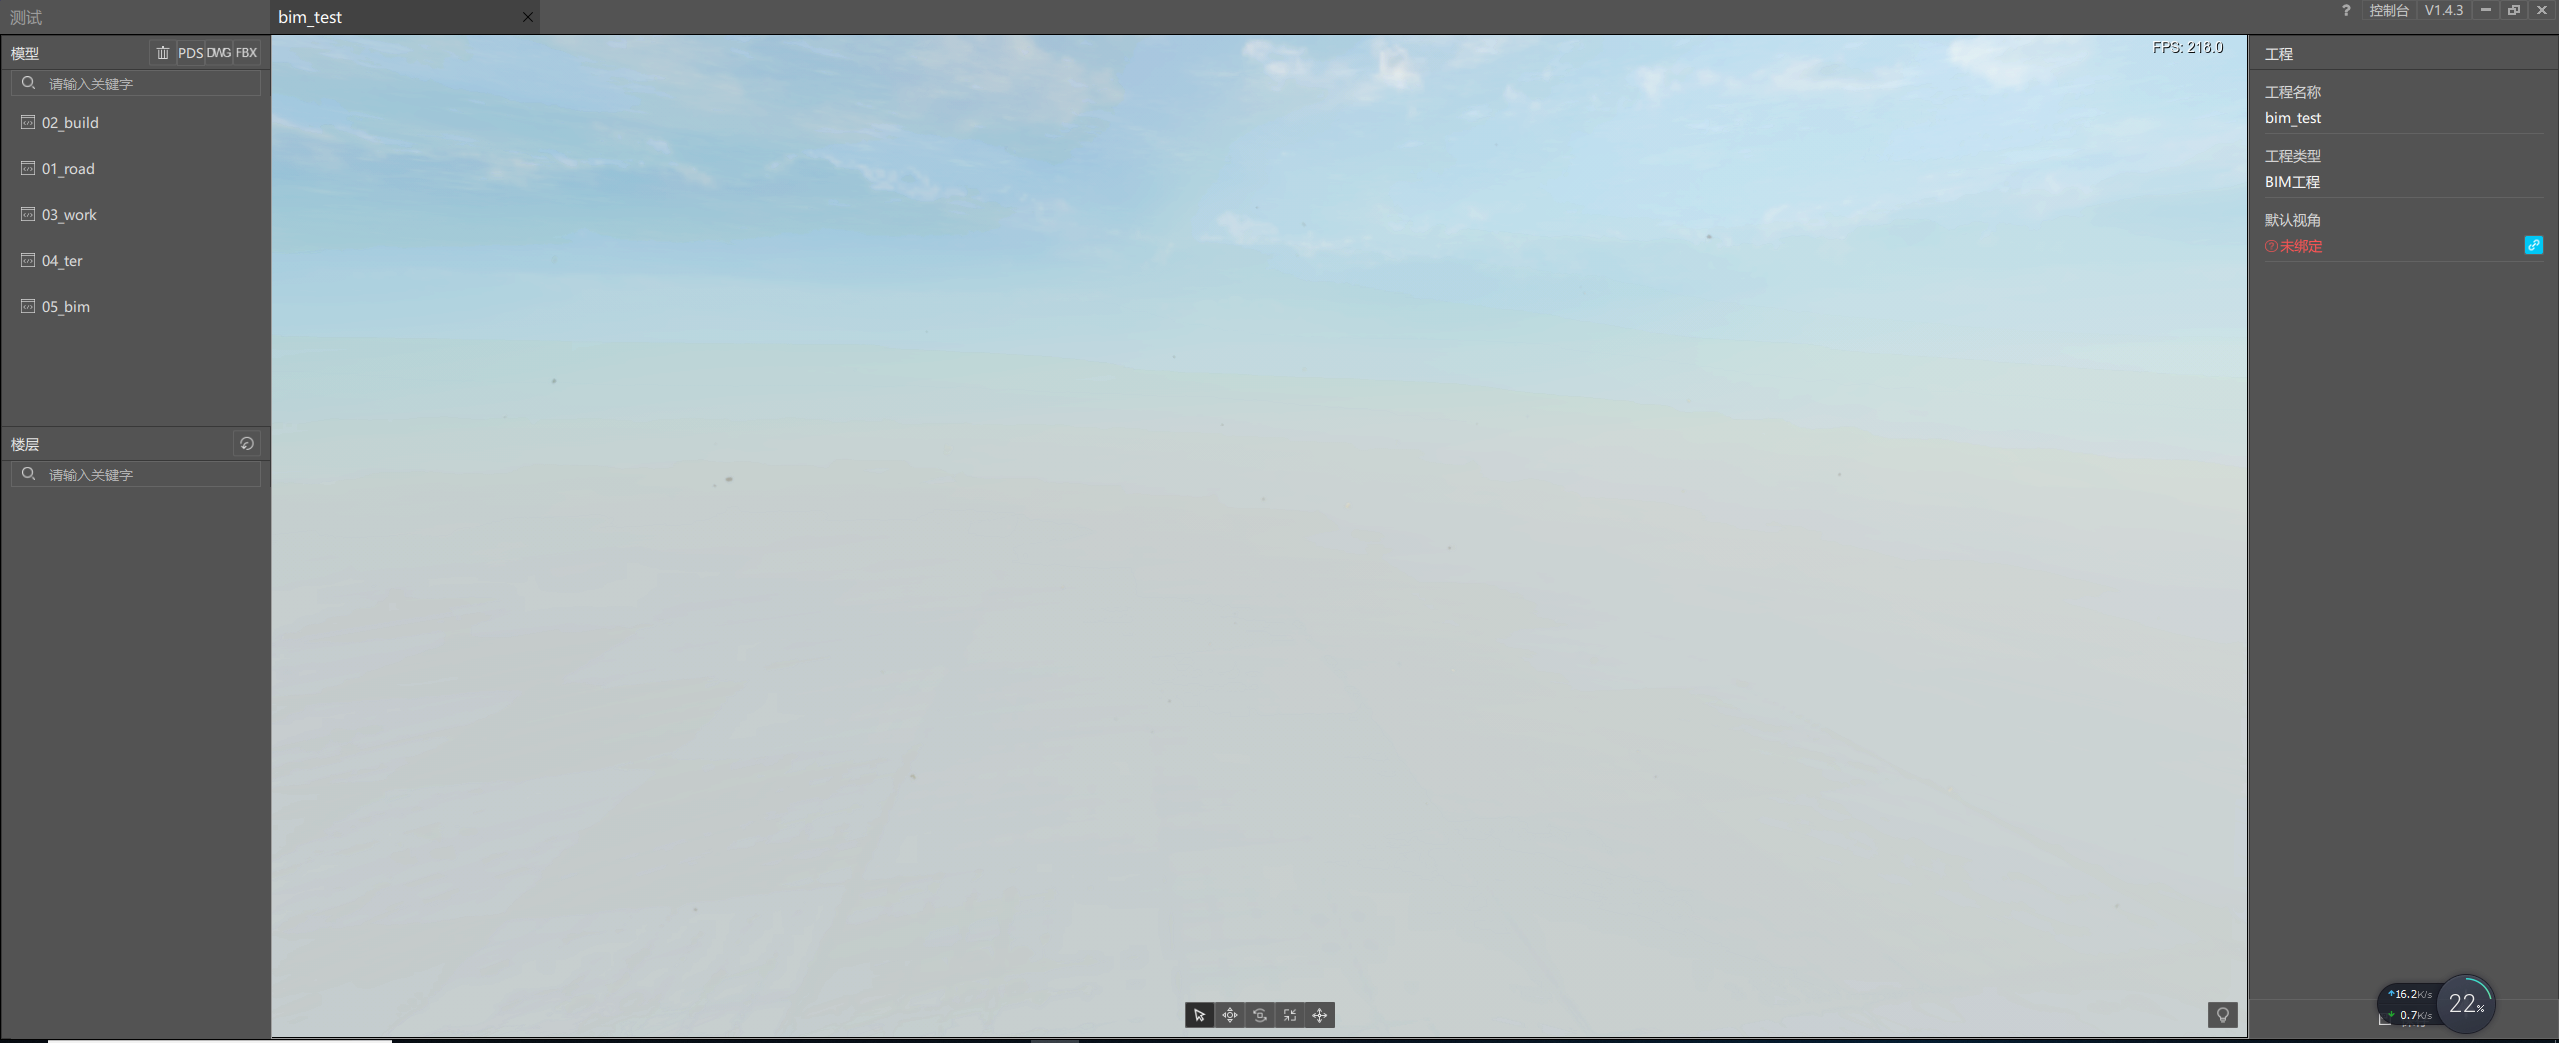 测试
bim_test
? 控制台 V1.4.3
模型 PDS DWG FBX
请输入关键字
02_build
01_road
03_work
04_ter
05_bim
楼层
请输入关键字
FPS: 218.0
工程
工程名称
bim_test
工程类型
BIM工程
默认视角
未绑定
16.2K/s
0.7K/s
22%